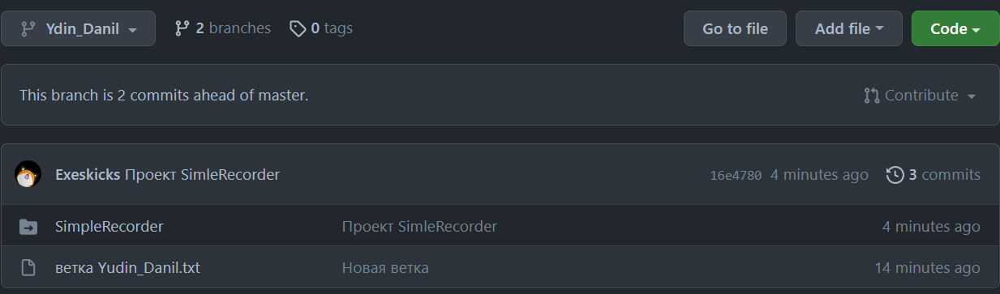 Ydin_Danil 2 branches 0 tags Go to file Add file Code
This branch is 2 commits ahead of master. Contribute
Exeskicks Проект SimleRecorder 16e4780 4 minutes ago 3 commits
SimpleRecorder Проект SimleRecorder 4 minutes ago
ветка Yudin_Danil.txt Новая ветка 14 minutes ago